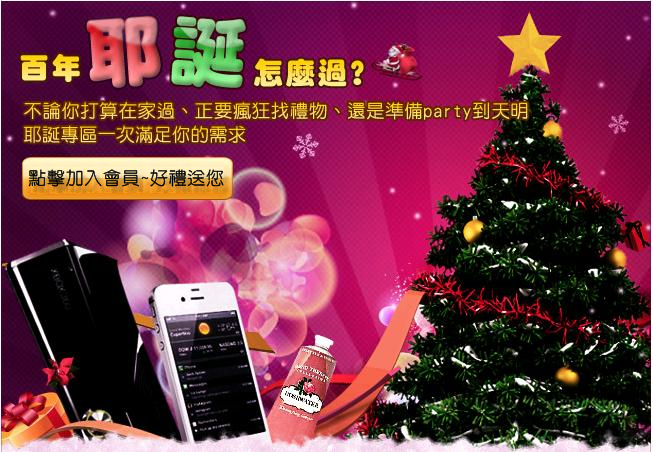 百年耶誕怎麼過?
不論你打算在家過、正要瘋狂找禮物、還是準備party到天明
耶誕專區一次滿足你的需求
點擊加入會員~好禮送您
Cupertino
ROSEWATER